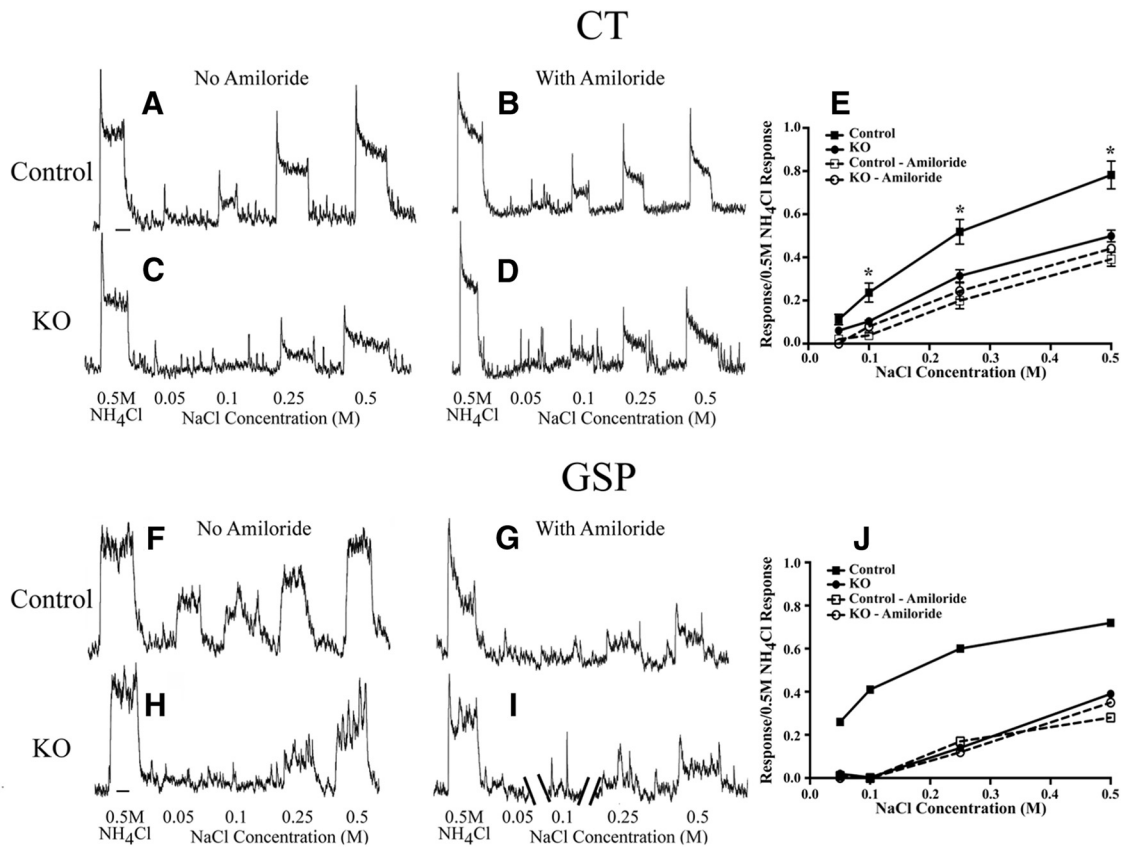 CT
No Amiloride
With Amiloride
A
B
E
Control
C
D
KO
0.5M 0.05 0.1 0.25 0.5
NH4Cl
NaCl Concentration (M)
0.5M 0.05 0.1 0.25 0.5
NH4Cl
NaCl Concentration (M)
Response/0.5M NH4Cl Response
1.0
0.8
0.6
0.4
0.2
0.0
Control
KO
Control - Amiloride
KO - Amiloride
*
*
*
0.0 0.1 0.2 0.3 0.4 0.5
NaCl Concentration (M)
GSP
No Amiloride
With Amiloride
F
G
J
Control
H
I
KO
0.5M 0.05 0.1 0.25 0.5
NH4Cl
NaCl Concentration (M)
0.5M 0.05 0.1 0.25 0.5
NH4Cl
NaCl Concentration (M)
Response/0.5M NH4Cl Response
1.0
0.8
0.6
0.4
0.2
0.0
Control
KO
Control - Amiloride
KO - Amiloride
0.0 0.1 0.2 0.3 0.4 0.5
NaCl Concentration (M)